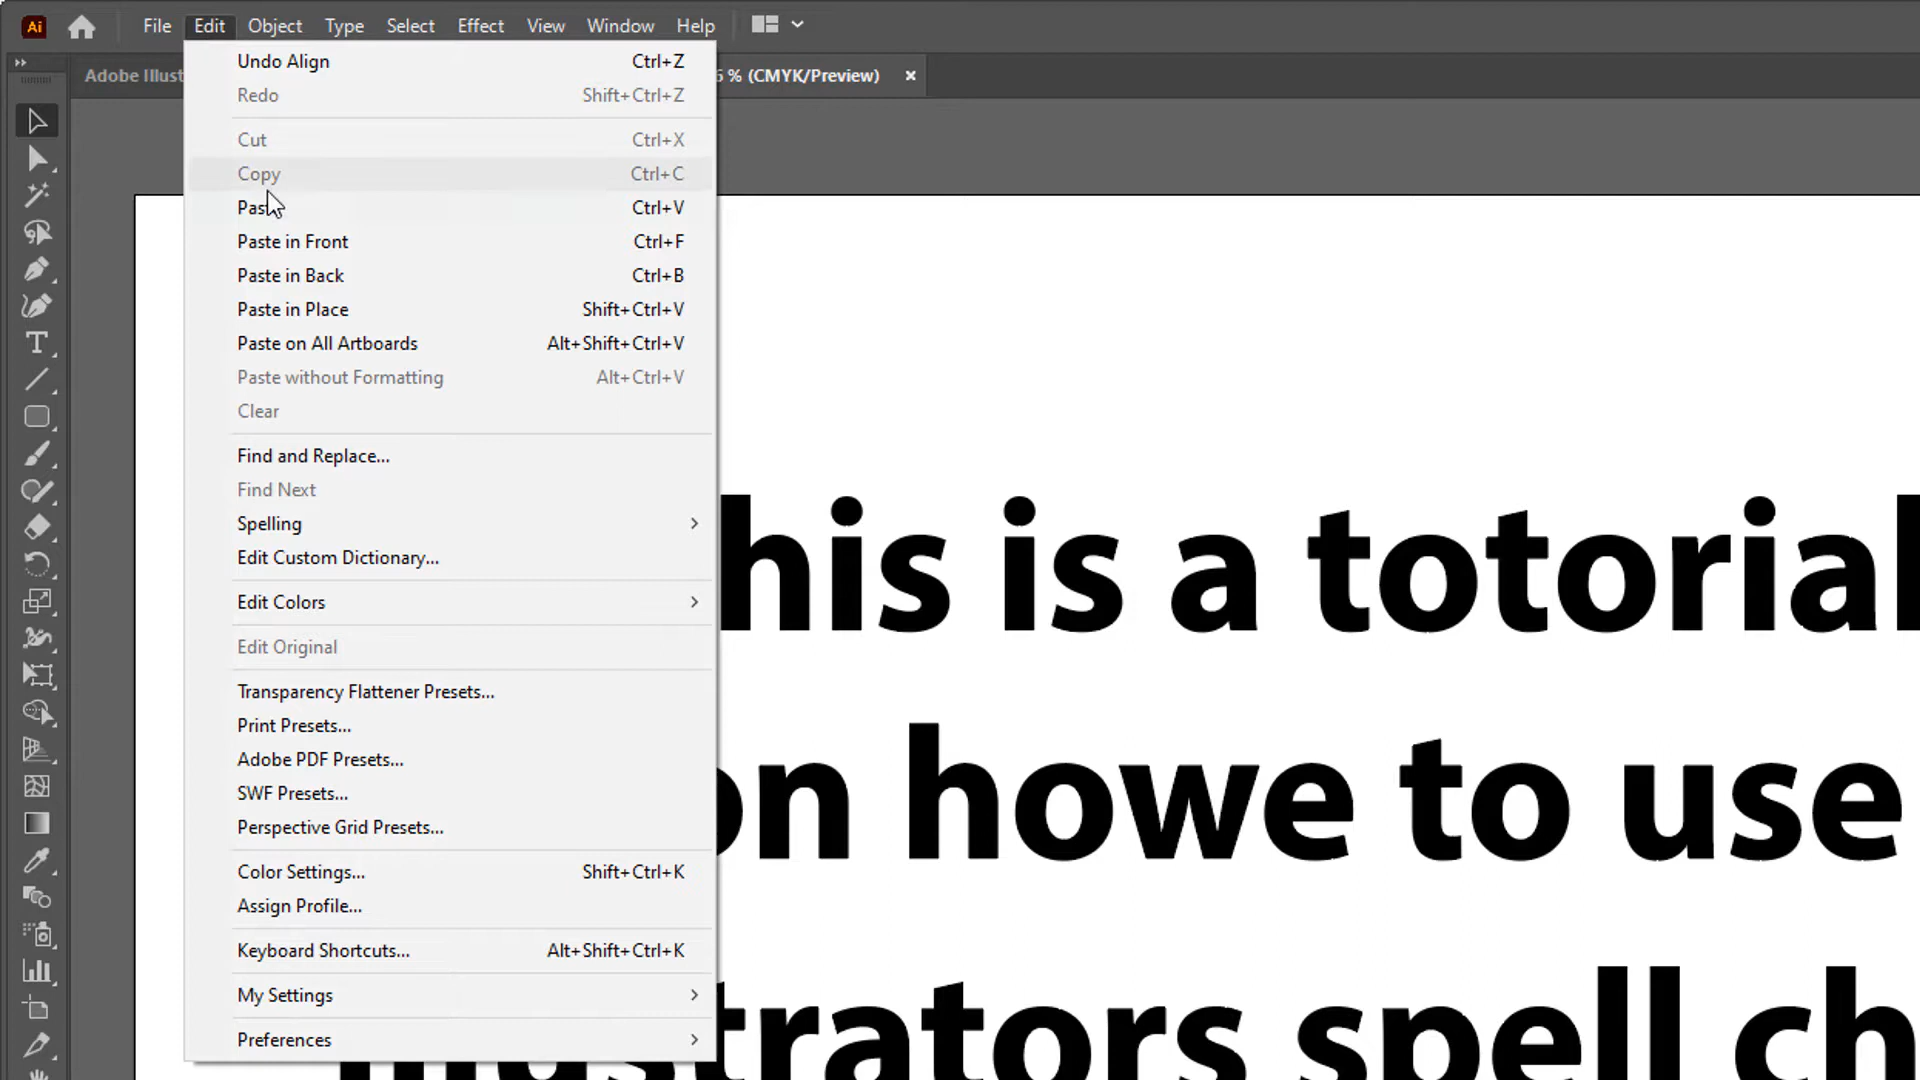 Ai File Edit Object Type Select Effect View Window Help
Adobe Illust 6 % (CMYK/Preview) ×
Undo Align Ctrl+Z
Redo Shift+Ctrl+Z
Cut Ctrl+X
Copy Ctrl+C
Paste Ctrl+V
Paste in Front Ctrl+F
Paste in Back Ctrl+B
Paste in Place Shift+Ctrl+V
Paste on All Artboards Alt+Shift+Ctrl+V
Paste without Formatting Alt+Ctrl+V
Clear
Find and Replace...
Find Next
Spelling
Edit Custom Dictionary...
Edit Colors
Edit Original
Transparency Flattener Presets...
Print Presets...
Adobe PDF Presets...
SWF Presets...
Perspective Grid Presets...
Color Settings... Shift+Ctrl+K
Assign Profile...
Keyboard Shortcuts... Alt+Shift+Ctrl+K
My Settings
Preferences
his is a totorial
on howe to use
illustrators spell ch